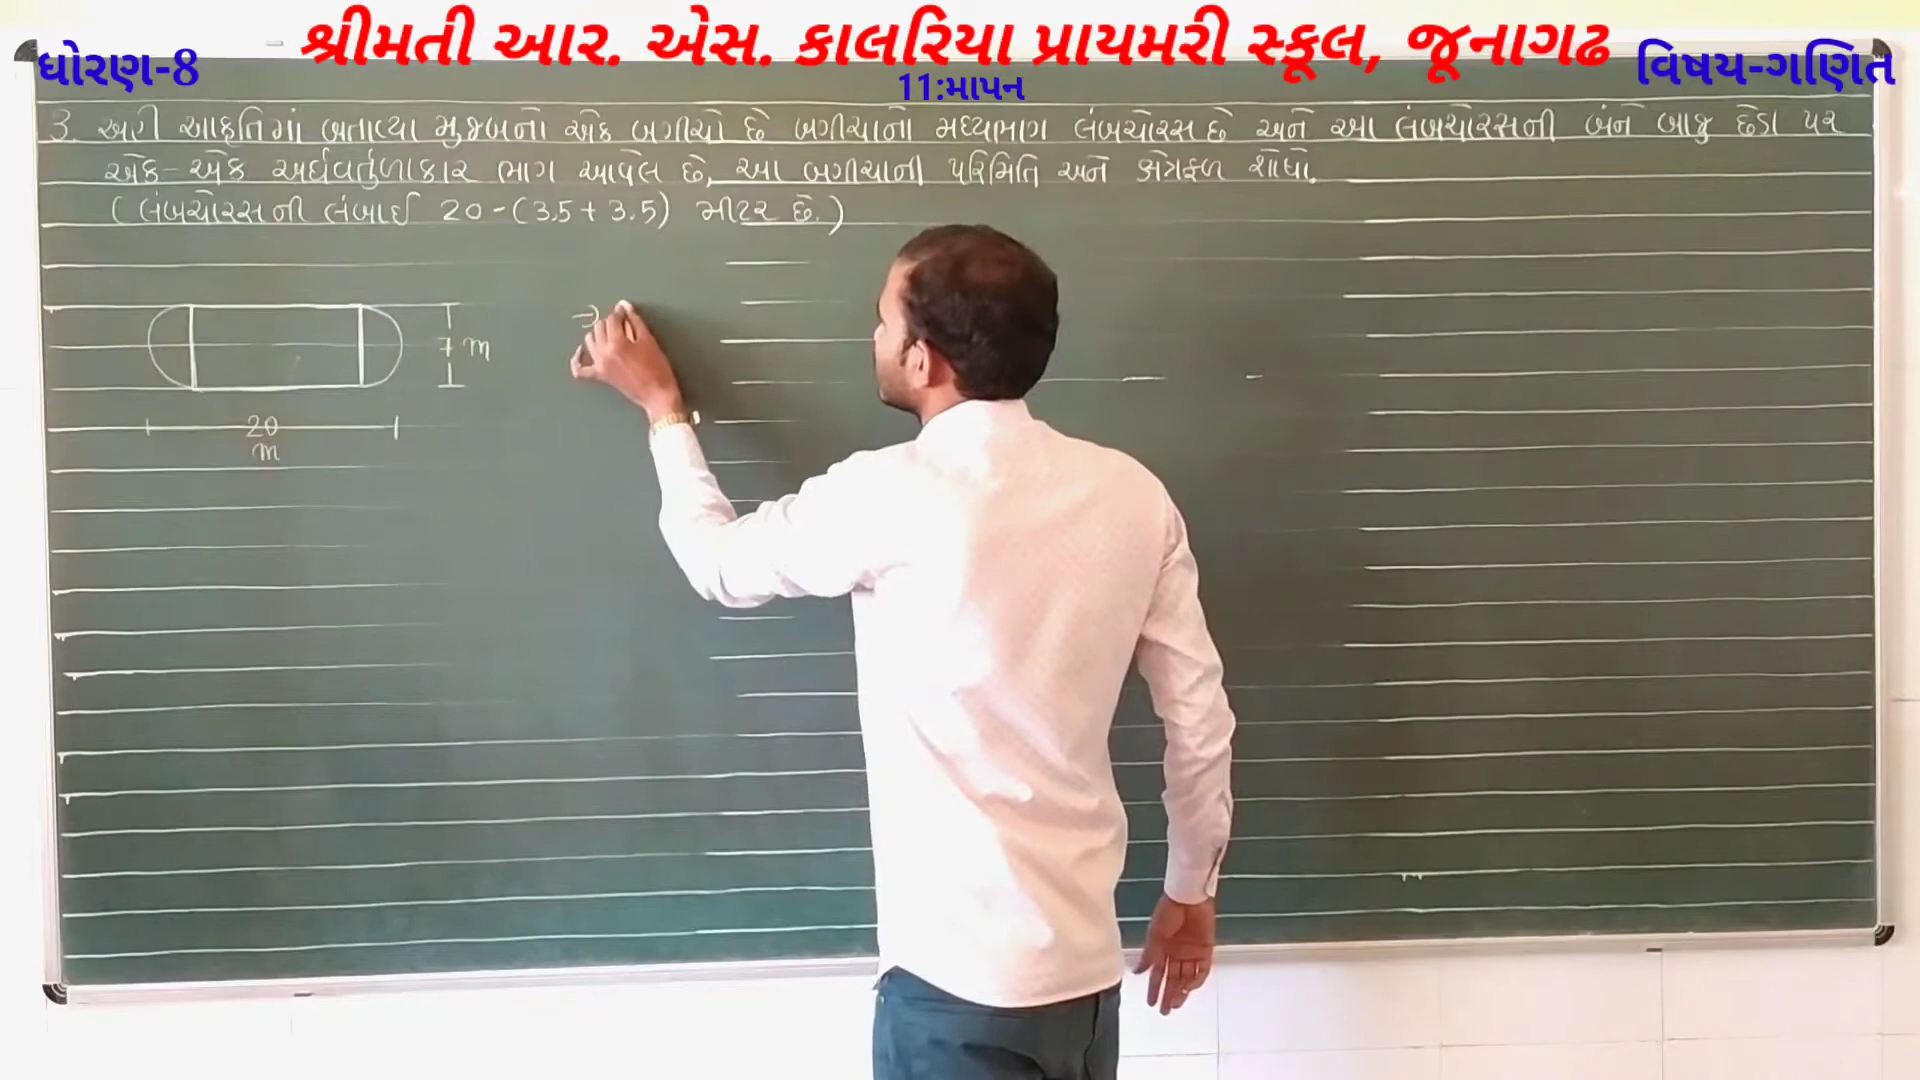 શ્રીમતી આર. એસ. કાલરિયા પ્રાયમરી સ્કૂલ, જૂનાગઢ
ધોરણ-8
11:માપન
વિષય-ગણિત
3. અહી આકૃતિમાં બતાવ્યા મુજબનો એક બગીચો છે બગીચાનો મધ્યભાગ લંબચોરસ છે અને આ લંબચોરસની બંને બાજુ છેડા પર
એક-એક અર્ધવર્તુળાકાર ભાગ આવેલ છે, આ બગીચાની પરિમિતિ અને ક્ષેત્રફળ શોધો.
(લંબચોરસની લંબાઈ 20-(3.5+3.5) મીટર છે.)
7 m
20
m